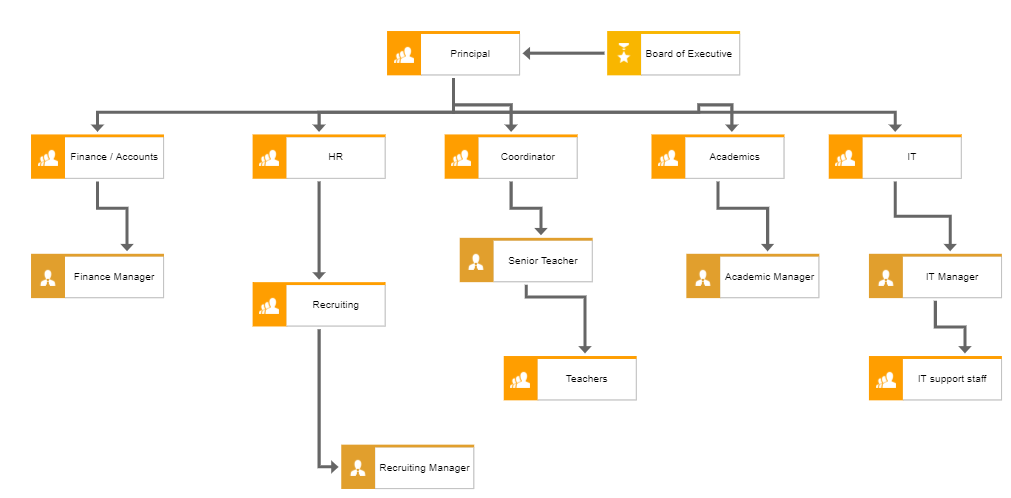 Principal
Board of Executive
Finance / Accounts
HR
Coordinator
Academics
IT
Senior Teacher
Finance Manager
Academic Manager
IT Manager
Recruiting
Teachers
IT support staff
Recruiting Manager